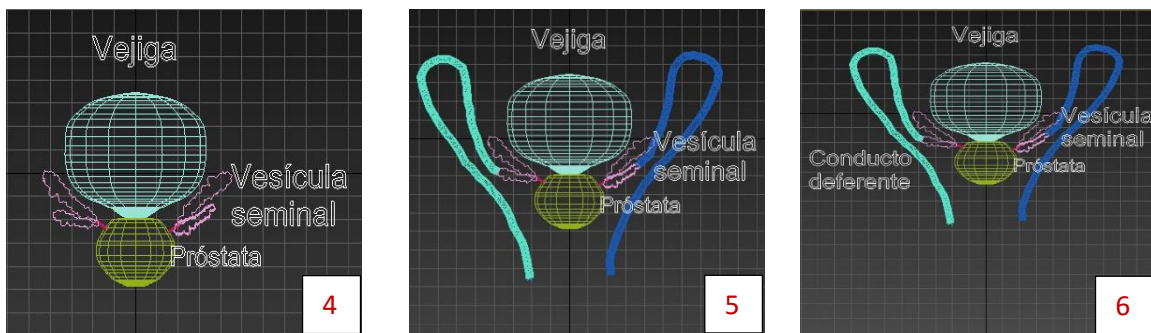 Vejiga
Vesícula
seminal
Próstata
4
Vejiga
Vesícula
seminal
Próstata
5
Vejiga
Vesícula
seminal
Próstata
Conducto
deferente
6